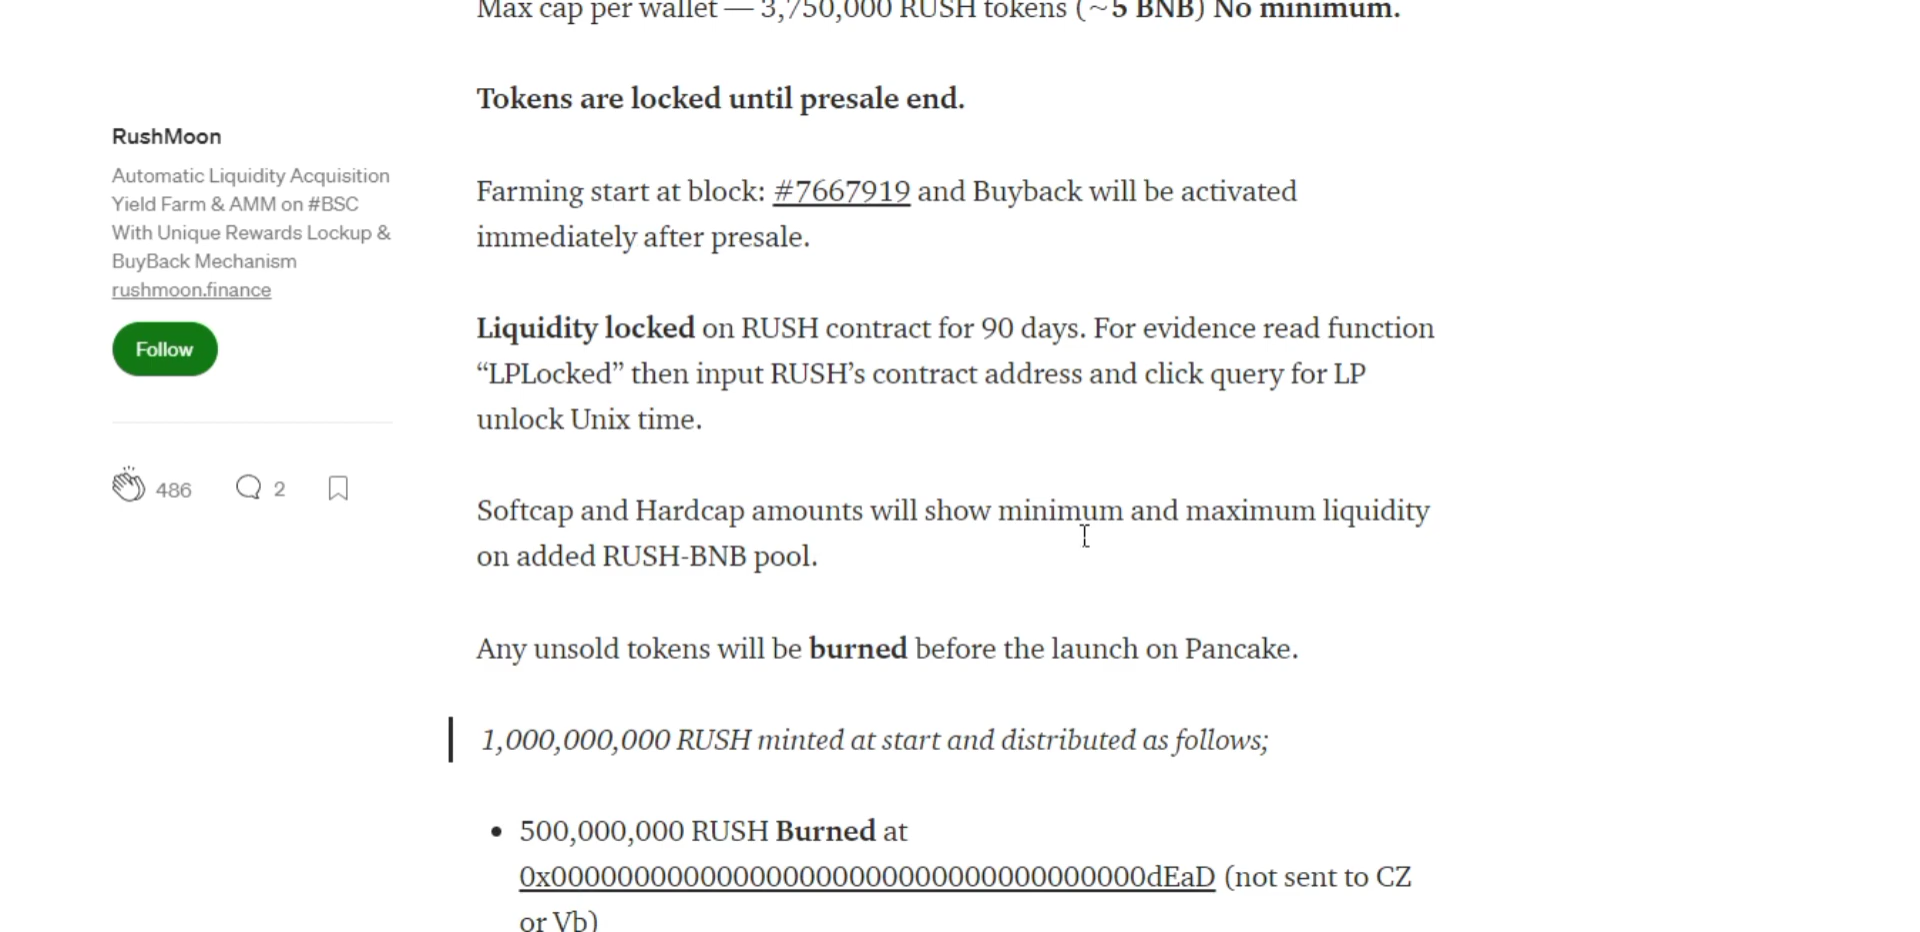 Max cap per wallet — 3,750,000 RUSH tokens (~5 BNB) No minimum.
Tokens are locked until presale end.
RushMoon
Automatic Liquidity Acquisition
Yield Farm & AMM on #BSC
With Unique Rewards Lockup &
BuyBack Mechanism
rushmoon.finance
Follow
486
2
Farming start at block: #7667919 and Buyback will be activated
immediately after presale.
Liquidity locked on RUSH contract for 90 days. For evidence read function
“LPLocked” then input RUSH’s contract address and click query for LP
unlock Unix time.
Softcap and Hardcap amounts will show minimum and maximum liquidity
on added RUSH-BNB pool.
Any unsold tokens will be burned before the launch on Pancake.
1,000,000,000 RUSH minted at start and distributed as follows;
• 500,000,000 RUSH Burned at
0x000000000000000000000000000000000000dEaD (not sent to CZ
or Vb)